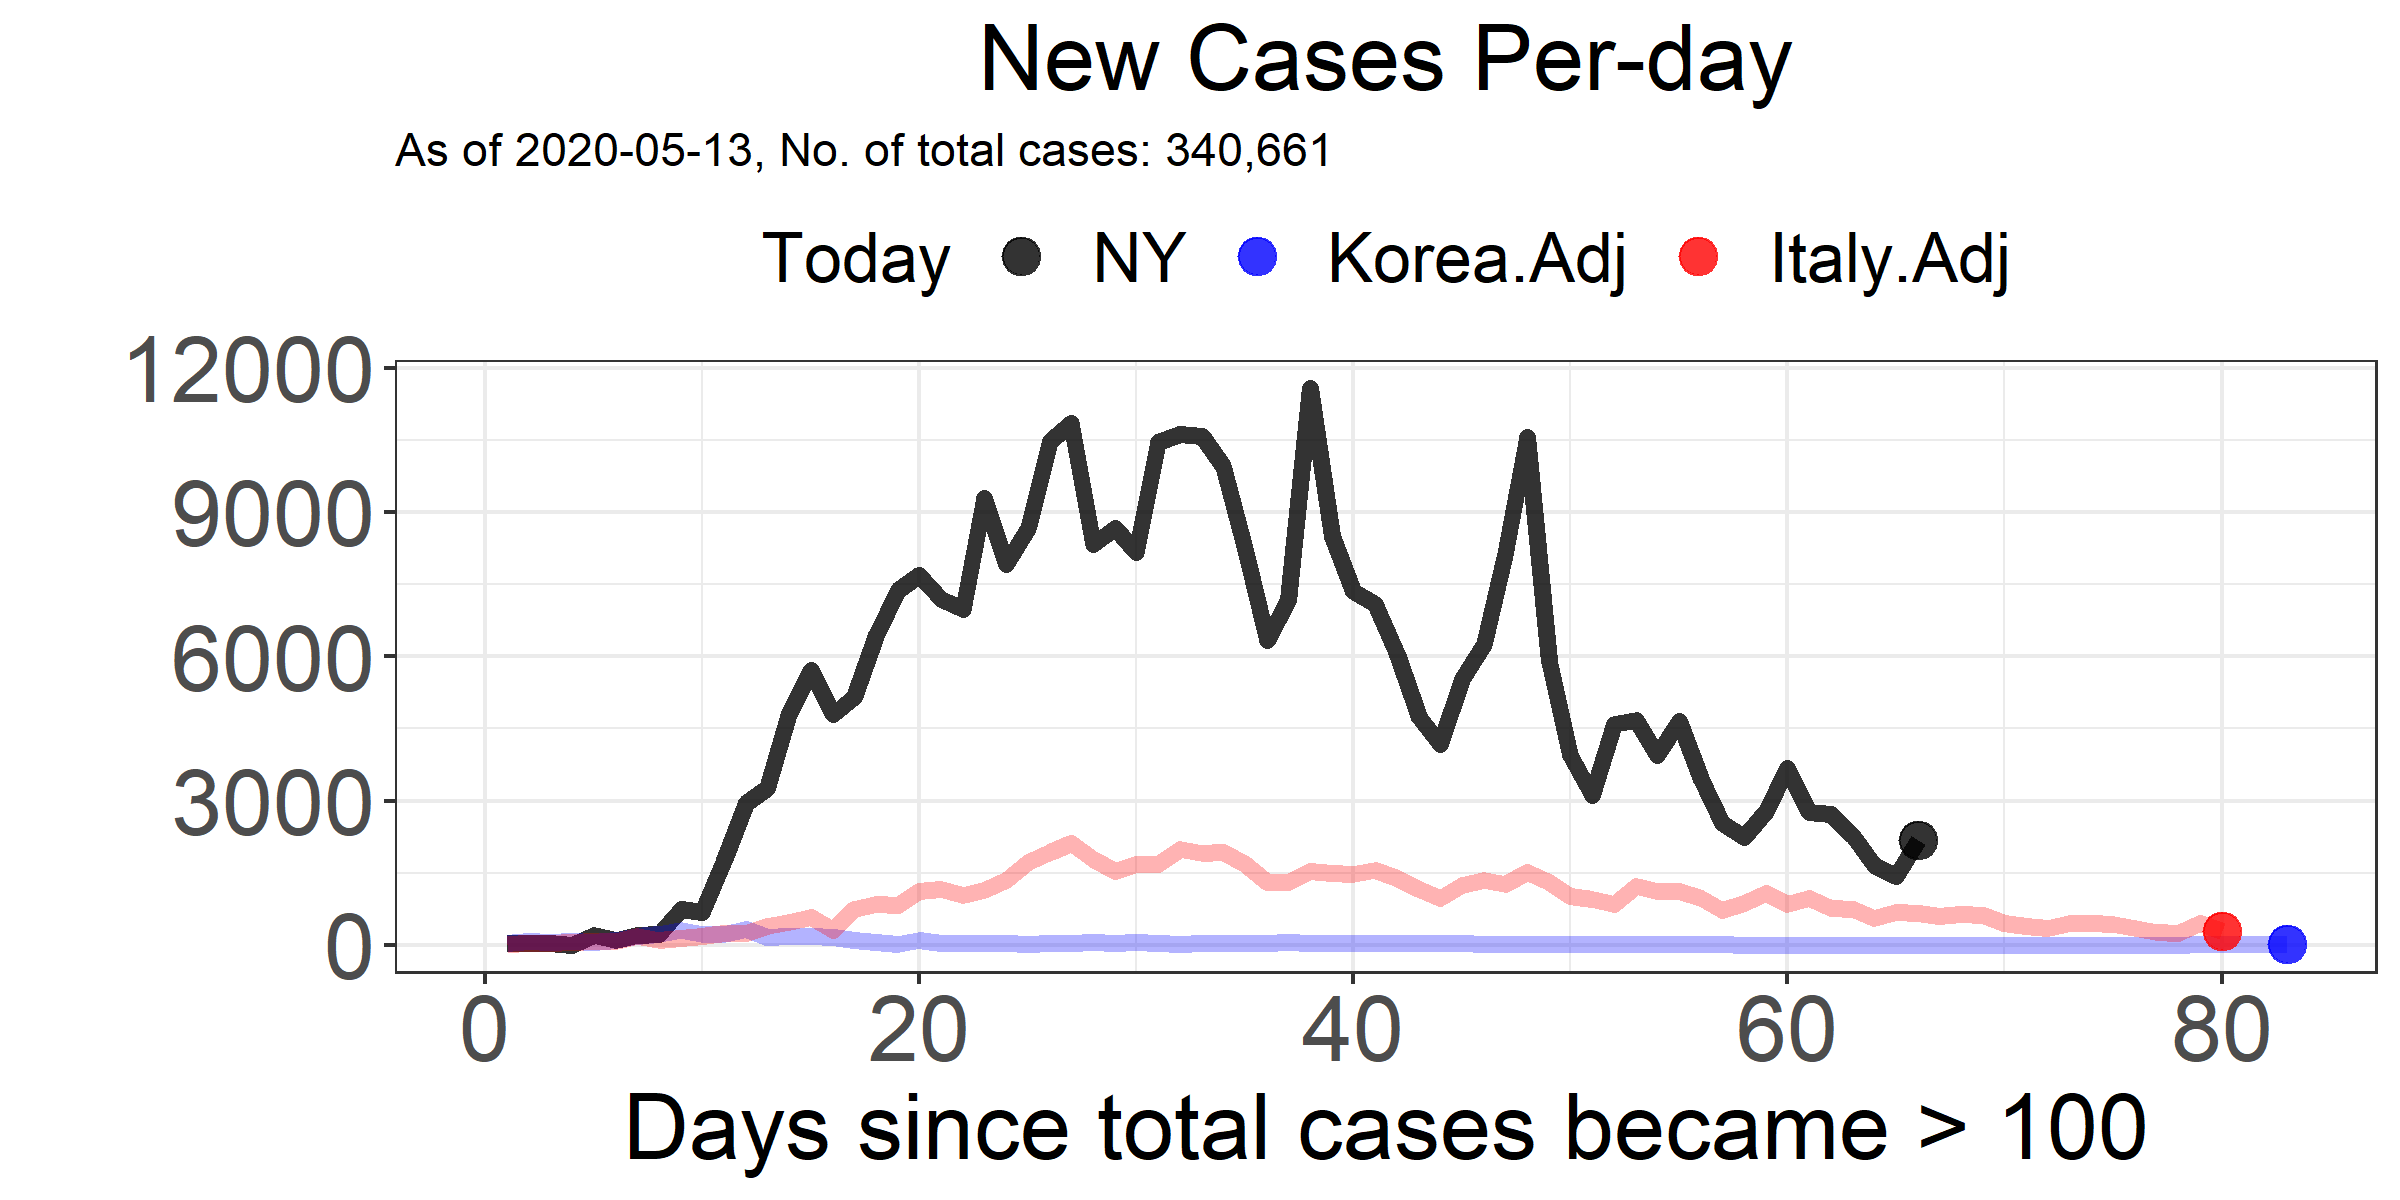 New Cases Per-day
As of 2020-05-13, No. of total cases: 340,661
Today NY Korea.Adj Italy.Adj
12000
9000
6000
3000
0
0 20 40 60 80
Days since total cases became > 100